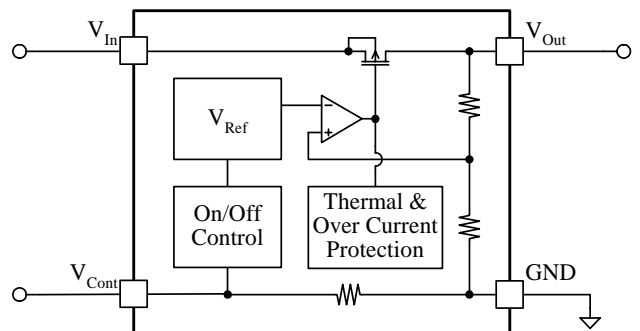 V_In
V_Out
V_Ref
−
+
On/Off
Control
Thermal &
Over Current
Protection
V_Cont
GND